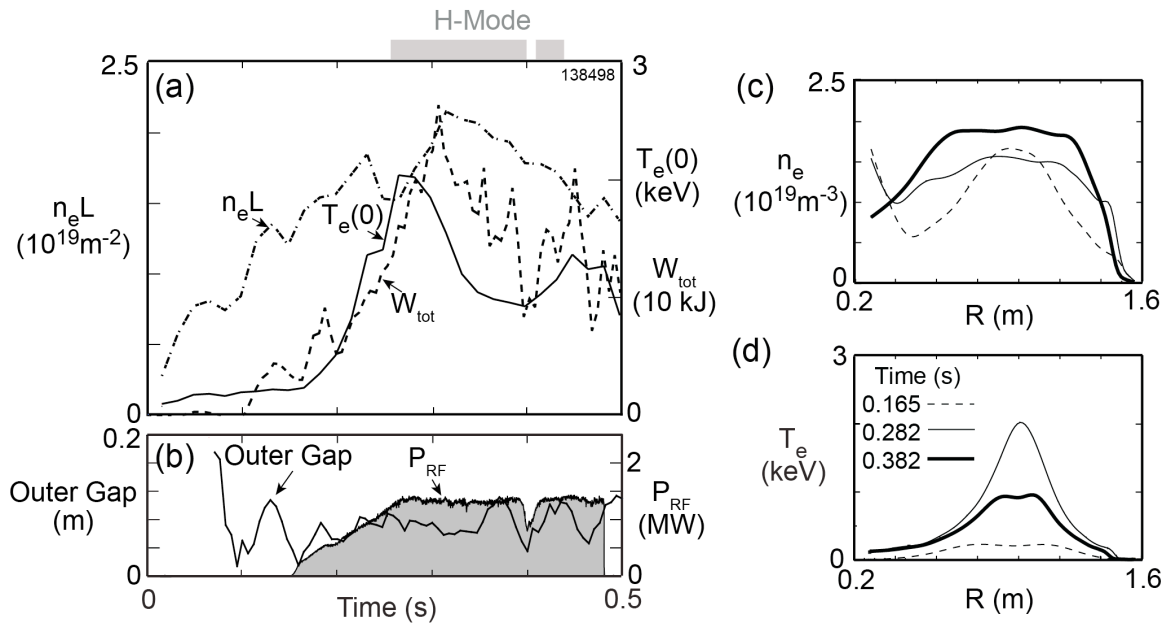 H-Mode
2.5
(a)
138498
3
n_eL
(10^19m^-2)
n_eL
T_e(0)
W_tot
T_e(0)
(keV)
W_tot
(10 kJ)
0
0
0.2
(b)
Outer Gap
P_RF
2
Outer Gap
(m)
1
P_RF
(MW)
0
0
0
Time (s)
0.5
(c)
2.5
n_e
(10^19m^-3)
0
0.2
1.6
R (m)
(d)
3
Time (s)
0.165
0.282
0.382
T_e
(keV)
0
0.2
1.6
R (m)